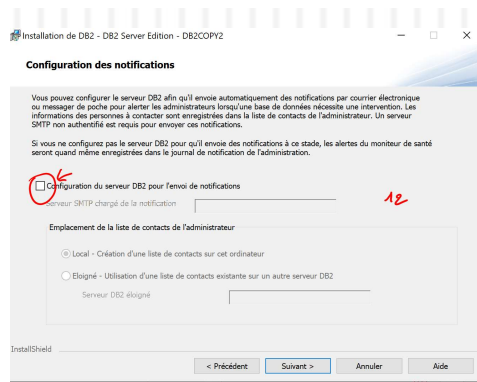 Installation de DB2 - DB2 Server Edition - DB2COPY2
Configuration des notifications
Vous pouvez configurer le serveur DB2 afin qu'il envoie automatiquement des notifications par courrier électronique
ou messager de poche pour alerter les administrateurs lorsqu'une base de données nécessite une intervention. Les
informations des personnes à contacter sont enregistrées dans la liste de contacts de l'administrateur. Un serveur
SMTP non authentifié est requis pour envoyer ces notifications.
Si vous ne configurez pas le serveur DB2 pour qu'il envoie des notifications à ce stade, les alertes du moniteur de santé
seront quand même enregistrées dans le journal de notification de l'administration.
Configuration du serveur DB2 pour l'envoi de notifications
12
Serveur SMTP chargé de la notification
Emplacement de la liste de contacts de l'administrateur
Local - Création d'une liste de contacts sur cet ordinateur
Eloigné - Utilisation d'une liste de contacts existante sur un autre serveur DB2
Serveur DB2 éloigné
InstallShield
< Précédent Suivant > Annuler Aide